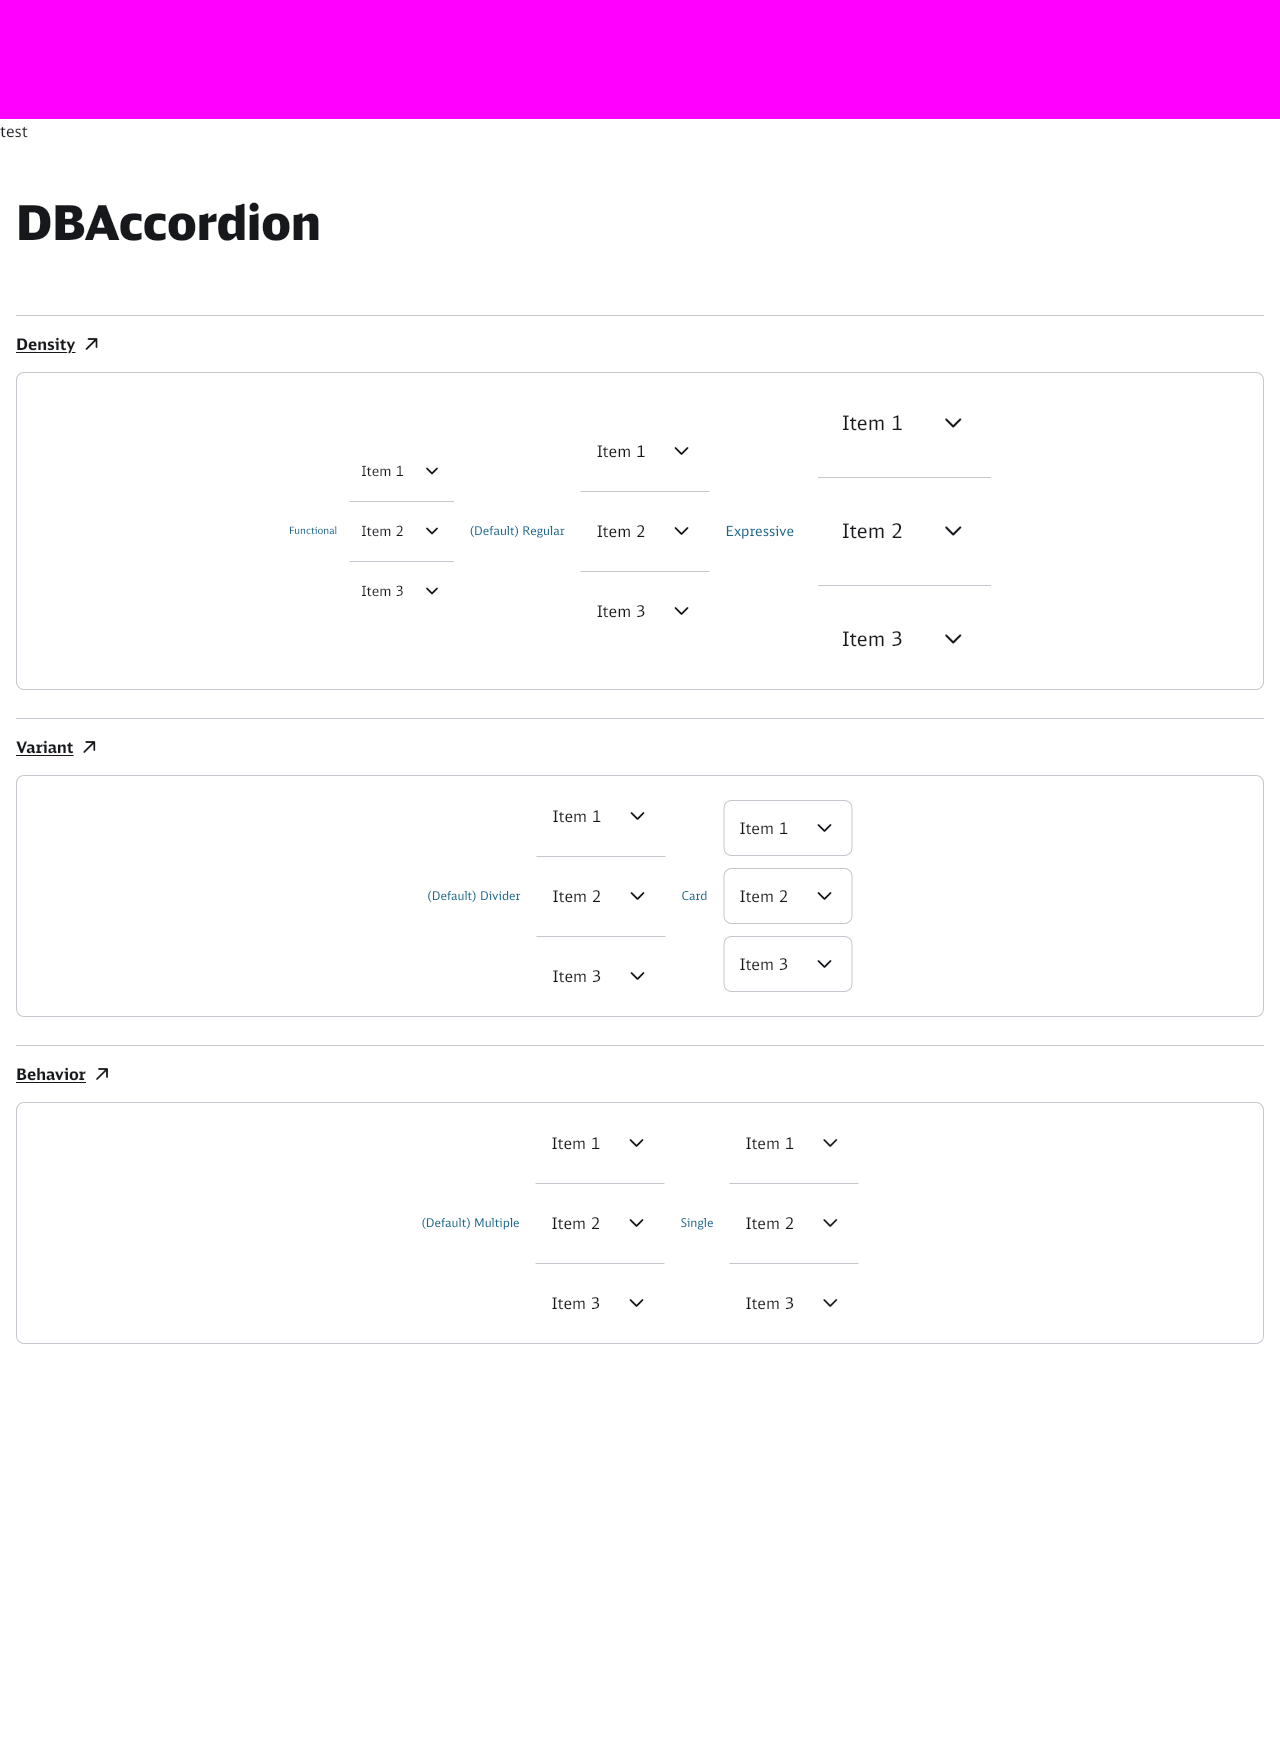 test
DBAccordion
Density
Functional
Item 1
Item 2
Item 3
(Default) Regular
Item 1
Item 2
Item 3
Expressive
Item 1
Item 2
Item 3
Variant
(Default) Divider
Item 1
Item 2
Item 3
Card
Item 1
Item 2
Item 3
Behavior
(Default) Multiple
Item 1
Item 2
Item 3
Single
Item 1
Item 2
Item 3